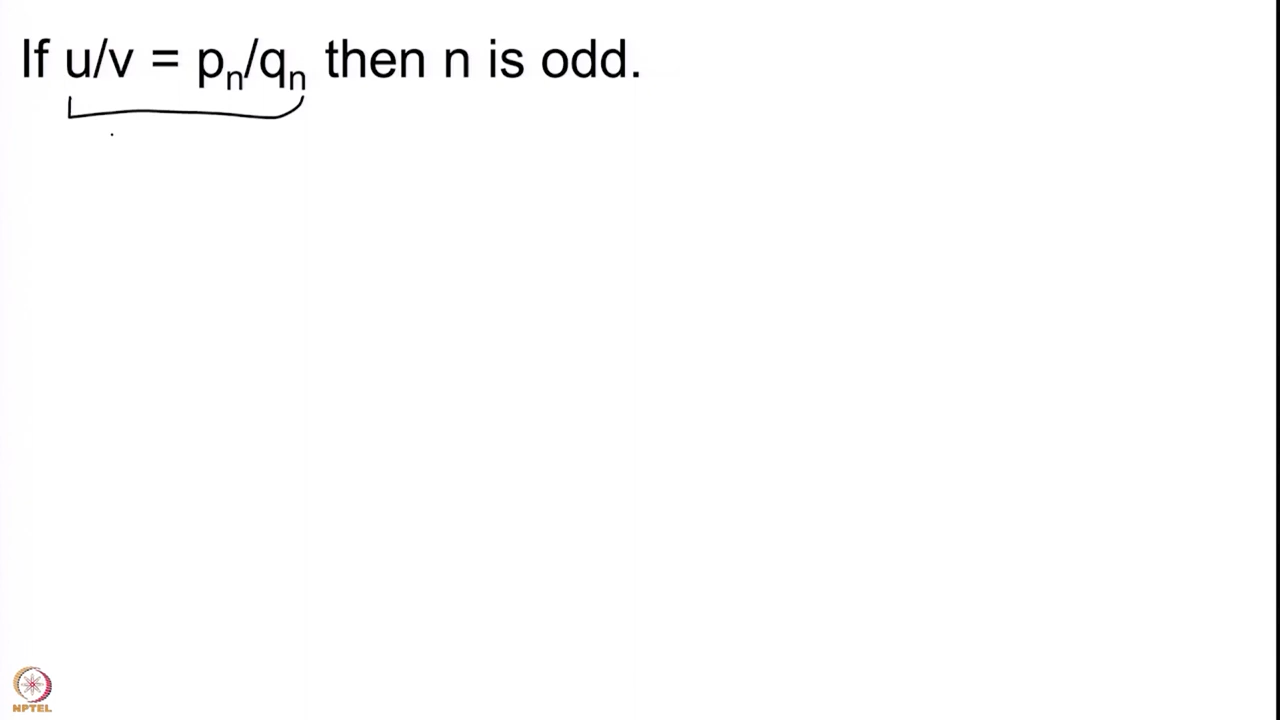 If u/v = pₙ/qₙ then n is odd.
NPTEL